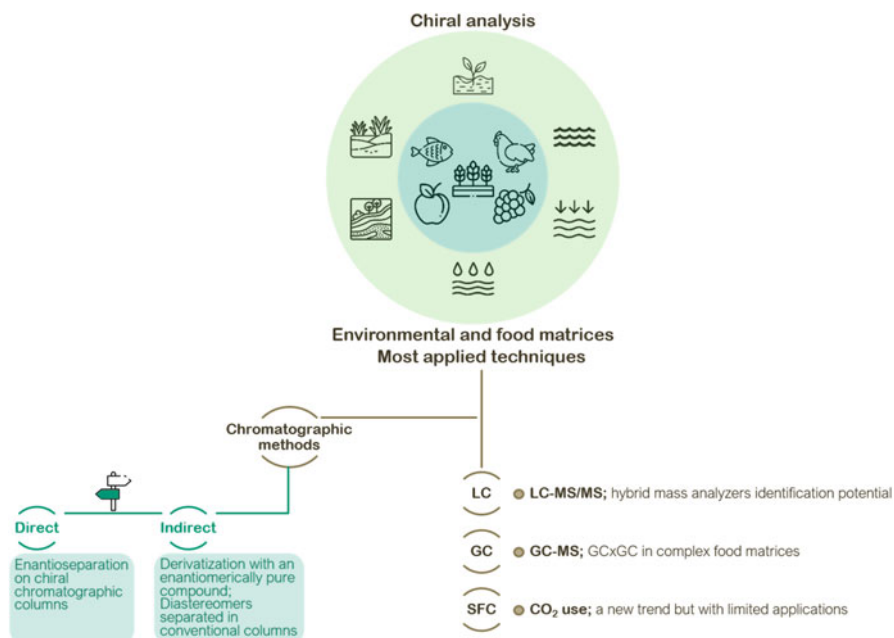 Chiral analysis
Environmental and food matrices
Most applied techniques
Chromatographic
methods
Direct
Enantioseparation
on chiral
chromatographic
columns
Indirect
Derivatization with an
enantiomerically pure
compound;
Diastereomers
separated in
conventional columns
LC
LC-MS/MS; hybrid mass analyzers identification potential
GC
GC-MS; GCxGC in complex food matrices
SFC
CO₂ use; a new trend but with limited applications